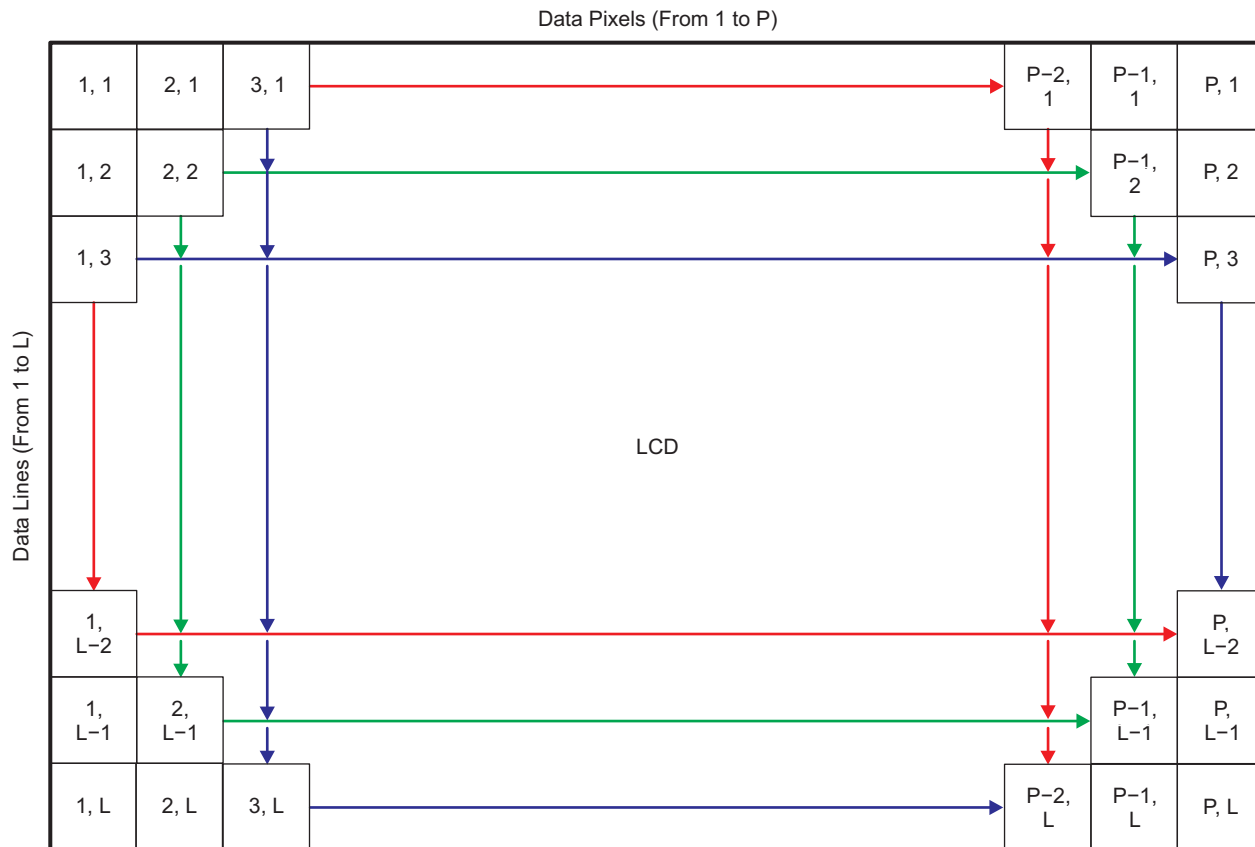 Data Pixels (From 1 to P)
1, 1
2, 1
3, 1
P−2,
1
P−1,
1
P, 1
1, 2
2, 2
P−1,
2
P, 2
1, 3
P, 3
Data Lines (From 1 to L)
LCD
1,
L−2
P,
L−2
1,
L−1
2,
L−1
P−1,
L−1
P,
L−1
1, L
2, L
3, L
P−2,
L
P−1,
L
P, L